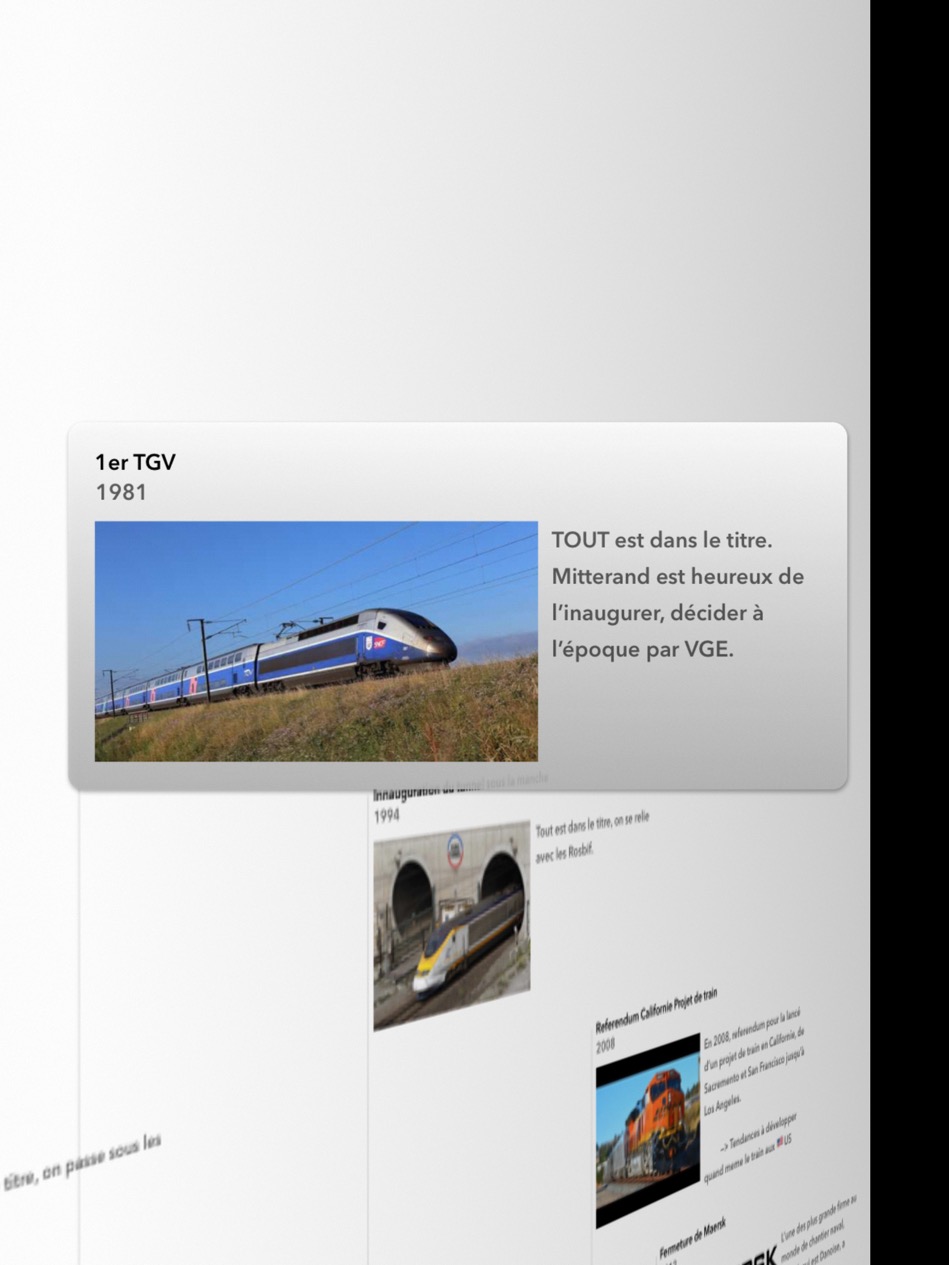 1er TGV
1981
TOUT est dans le titre.
Mitterand est heureux de
l’inaugurer, décider à
l’époque par VGE.
Innauguration du tunnel sous la manche
1994
Tout est dans le titre, on se relie
avec les Rosbif.
titre, on passe sous les
Referendum Californie Projet de train
2008
En 2008, referendum pour la lancé
d’un projet de train en Californie, de
Sacremento et San Francisco jusqu’à
Los Angeles.
--> Tendances à développer
quand meme le train aux 🇺🇸US
Fermeture de Maersk
L’une des plus grande firme au
monde de chantier naval.
est Danoise, a